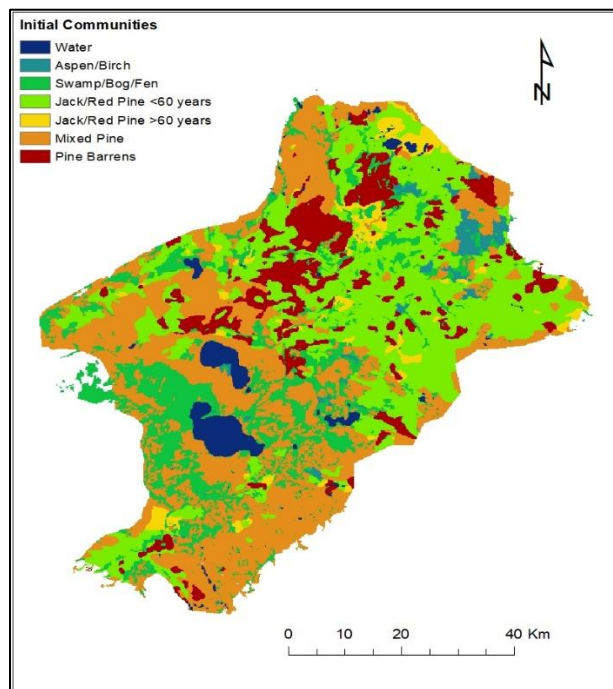 Initial Communities
Water
Aspen/Birch
Swamp/Bog/Fen
Jack/Red Pine <60 years
Jack/Red Pine >60 years
Mixed Pine
Pine Barrens
N
0 10 20 40 Km